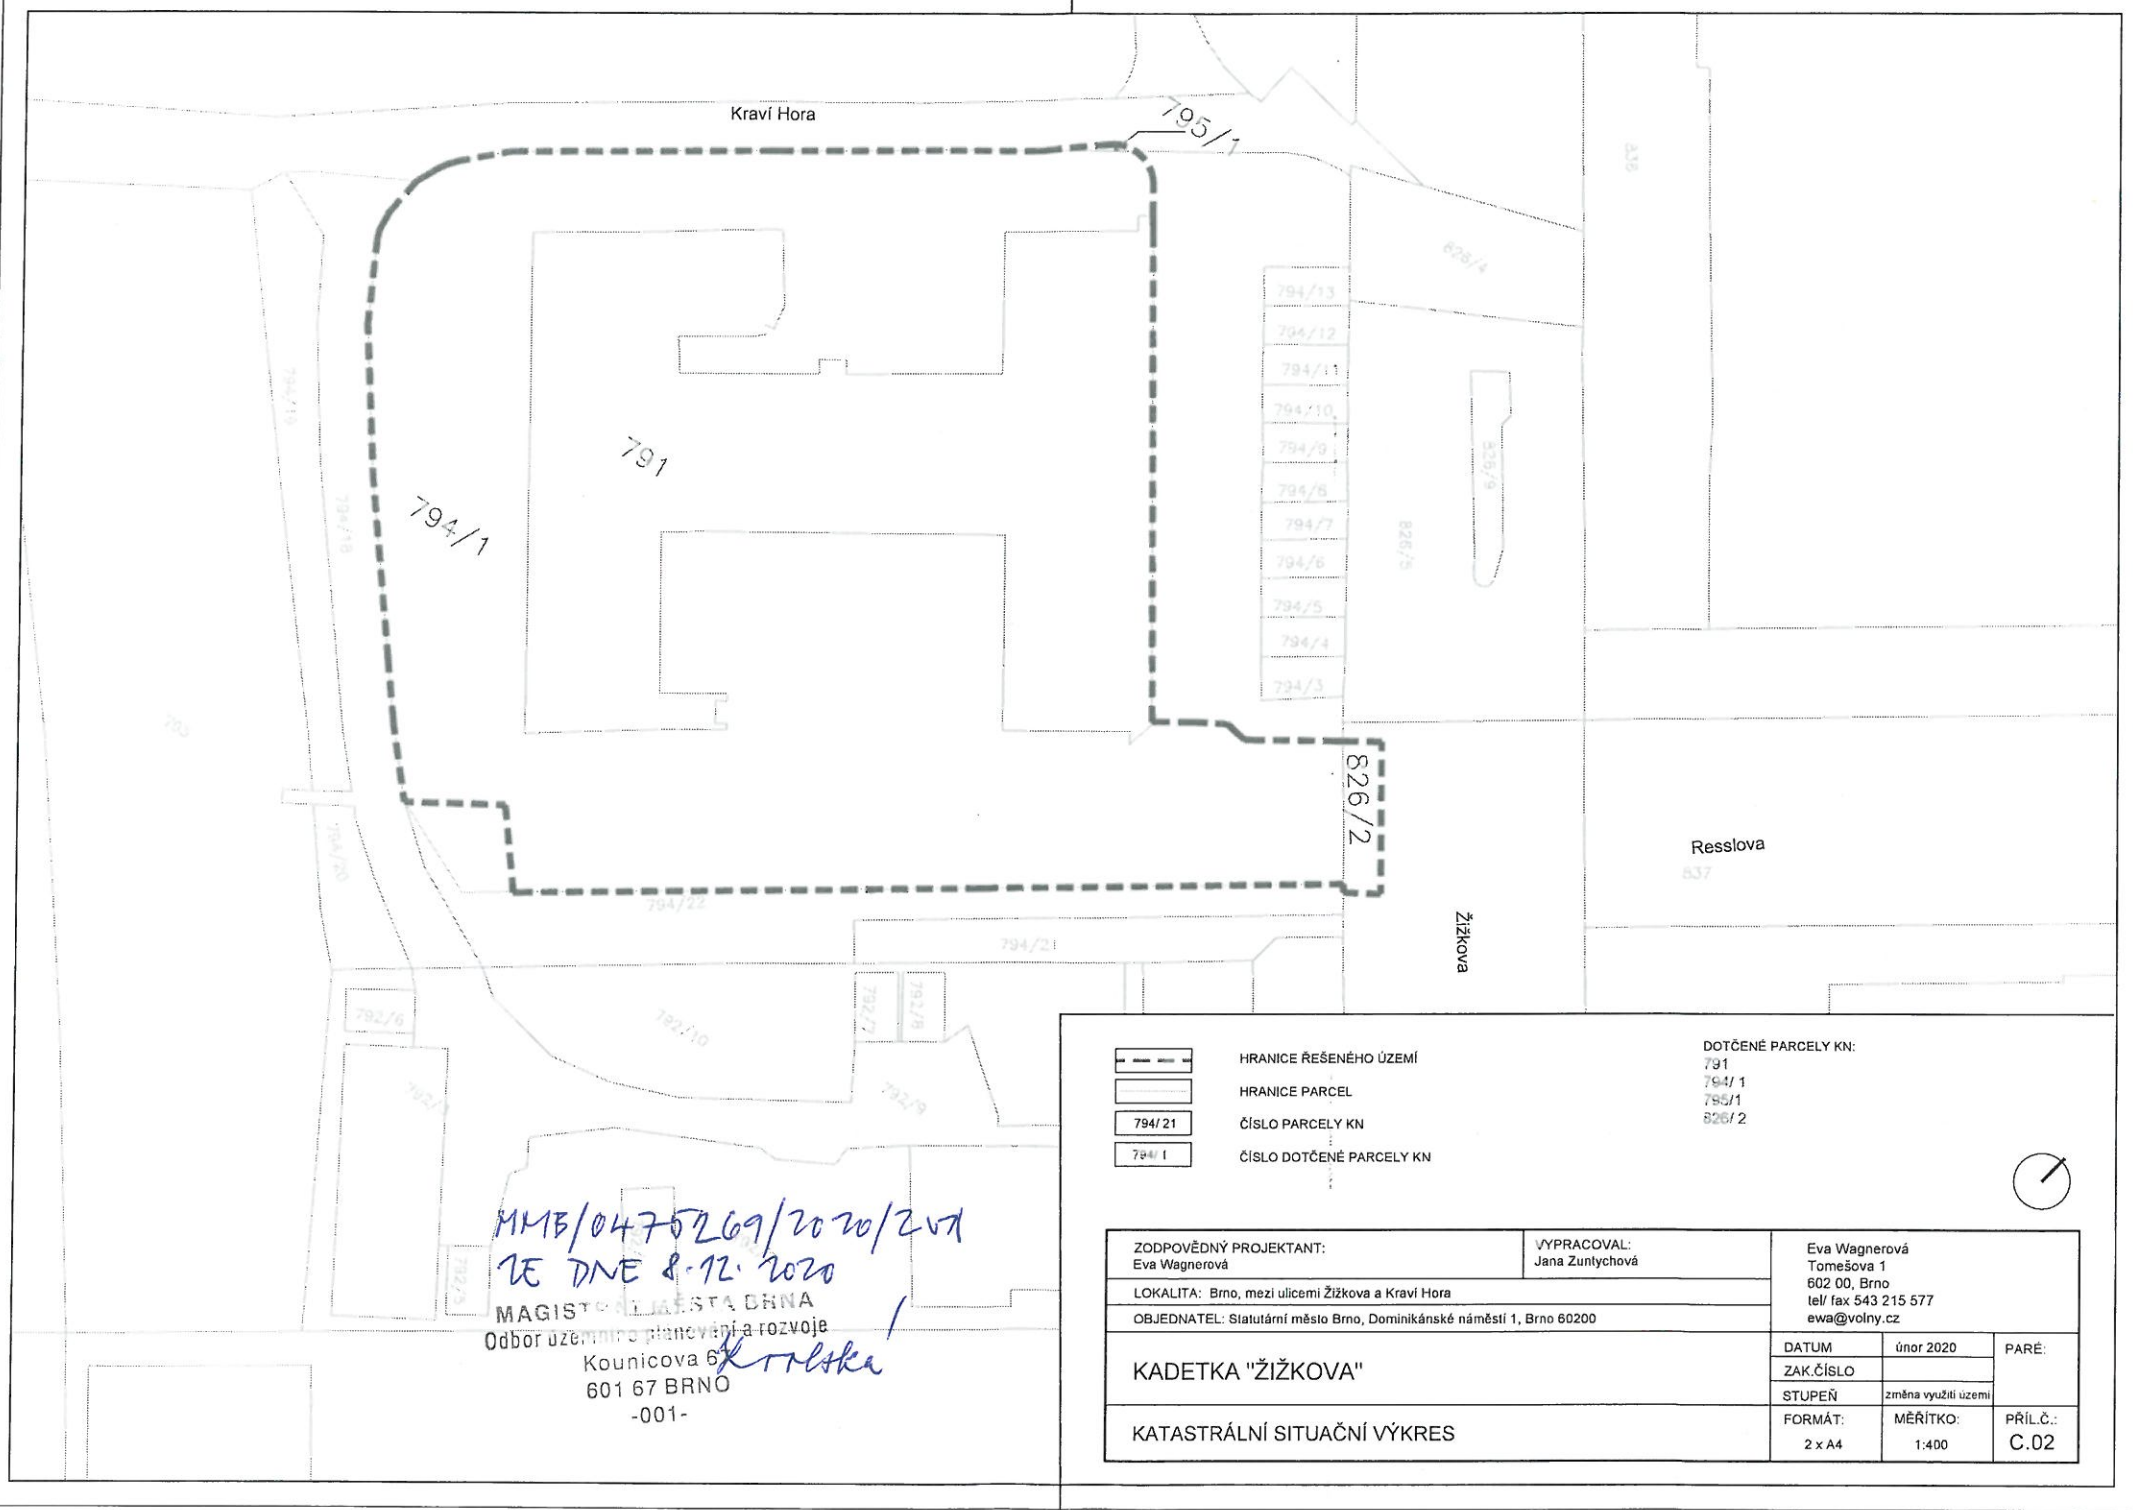 Kraví Hora
795/1
838
826/4
794/13
794/12
794/11
794/10
794/9
794/8
794/7
794/6
794/5
794/4
794/3
826/9
791
794/1
794/18
793
826/2
Resslova
837
Žižkova
794/20
794/22
794/21
792/6
792/10
792/7
792/8
792/9
792/5
HRANICE ŘEŠENÉHO ÚZEMÍ
HRANICE PARCEL
794/21 ČÍSLO PARCELY KN
794/1 ČÍSLO DOTČENÉ PARCELY KN
DOTČENÉ PARCELY KN:
791
794/1
795/1
826/2
MMB/0475269/2020/
ZE DNE 8.12.2020
MAGISTRÁT MĚSTA BRNA
Odbor územního plánování a rozvoje
Kounicova 67
601 67 BRNO
-001-
ZODPOVĚDNÝ PROJEKTANT:
Eva Wagnerová
VYPRACOVAL:
Jana Zuntychová
LOKALITA: Brno, mezi ulicemi Žižkova a Kraví Hora
OBJEDNATEL: Statutární město Brno, Dominikánské náměstí 1, Brno 60200
Eva Wagnerová
Tomešova 1
602 00, Brno
tel/ fax 543 215 577
ewa@volny.cz
KADETKA "ŽIŽKOVA"
DATUM únor 2020 PARÉ:
ZAK.ČÍSLO
STUPEŇ změna využití území
KATASTRÁLNÍ SITUAČNÍ VÝKRES
FORMÁT: MĚŘÍTKO: PŘÍL.Č.:
2 x A4 1:400 C.02